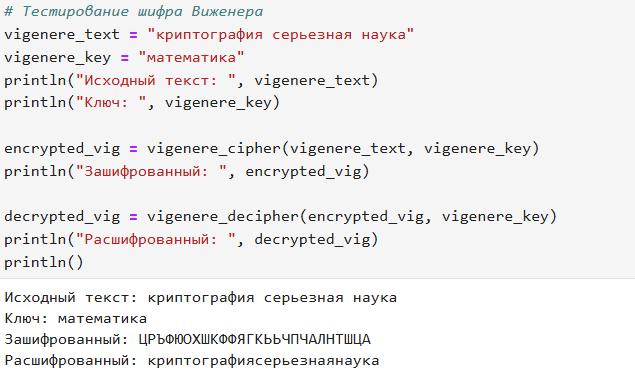 # Тестирование шифра Виженера
vigenere_text = "криптография серьезная наука"
vigenere_key = "математика"
println("Исходный текст: ", vigenere_text)
println("Ключ: ", vigenere_key)
encrypted_vig = vigenere_cipher(vigenere_text, vigenere_key)
println("Зашифрованный: ", encrypted_vig)
decrypted_vig = vigenere_decipher(encrypted_vig, vigenere_key)
println("Расшифрованный: ", decrypted_vig)
println()
Исходный текст: криптография серьезная наука
Ключ: математика
Зашифрованный: ЦРЪФЮОХШКФФЯГКЬЬЧПЧАЛНТШЦА
Расшифрованный: криптографиясерьезнаянаука